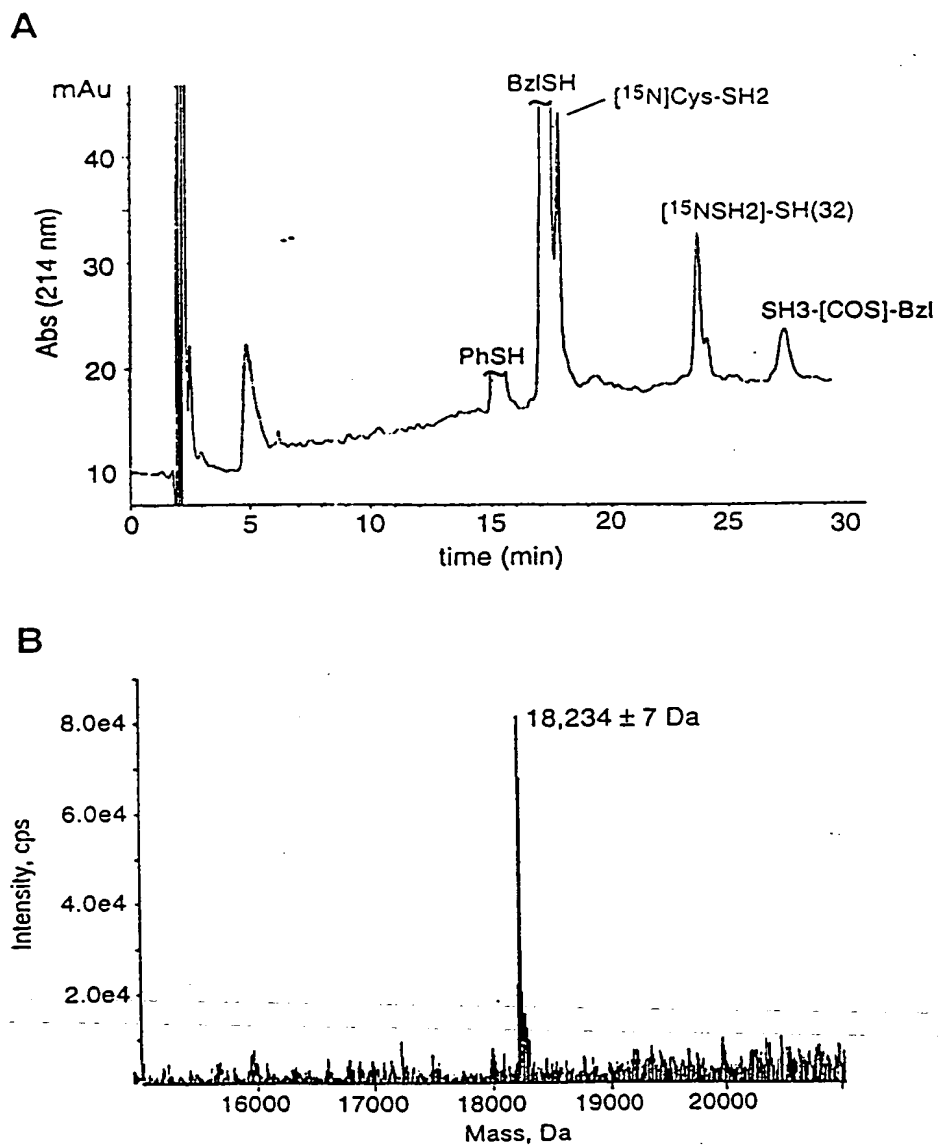 A
mAu
BzlSH
[¹⁵N]Cys-SH2
40
[¹⁵NSH2]-SH(32)
30
SH3-[COS]-Bzl
PhSH
20
10
Abs (214 nm)
0 5 10 15 20 25 30
time (min)
B
8.0e4
18,234 ± 7 Da
6.0e4
4.0e4
2.0e4
Intensity, cps
16000 17000 18000 19000 20000
Mass, Da